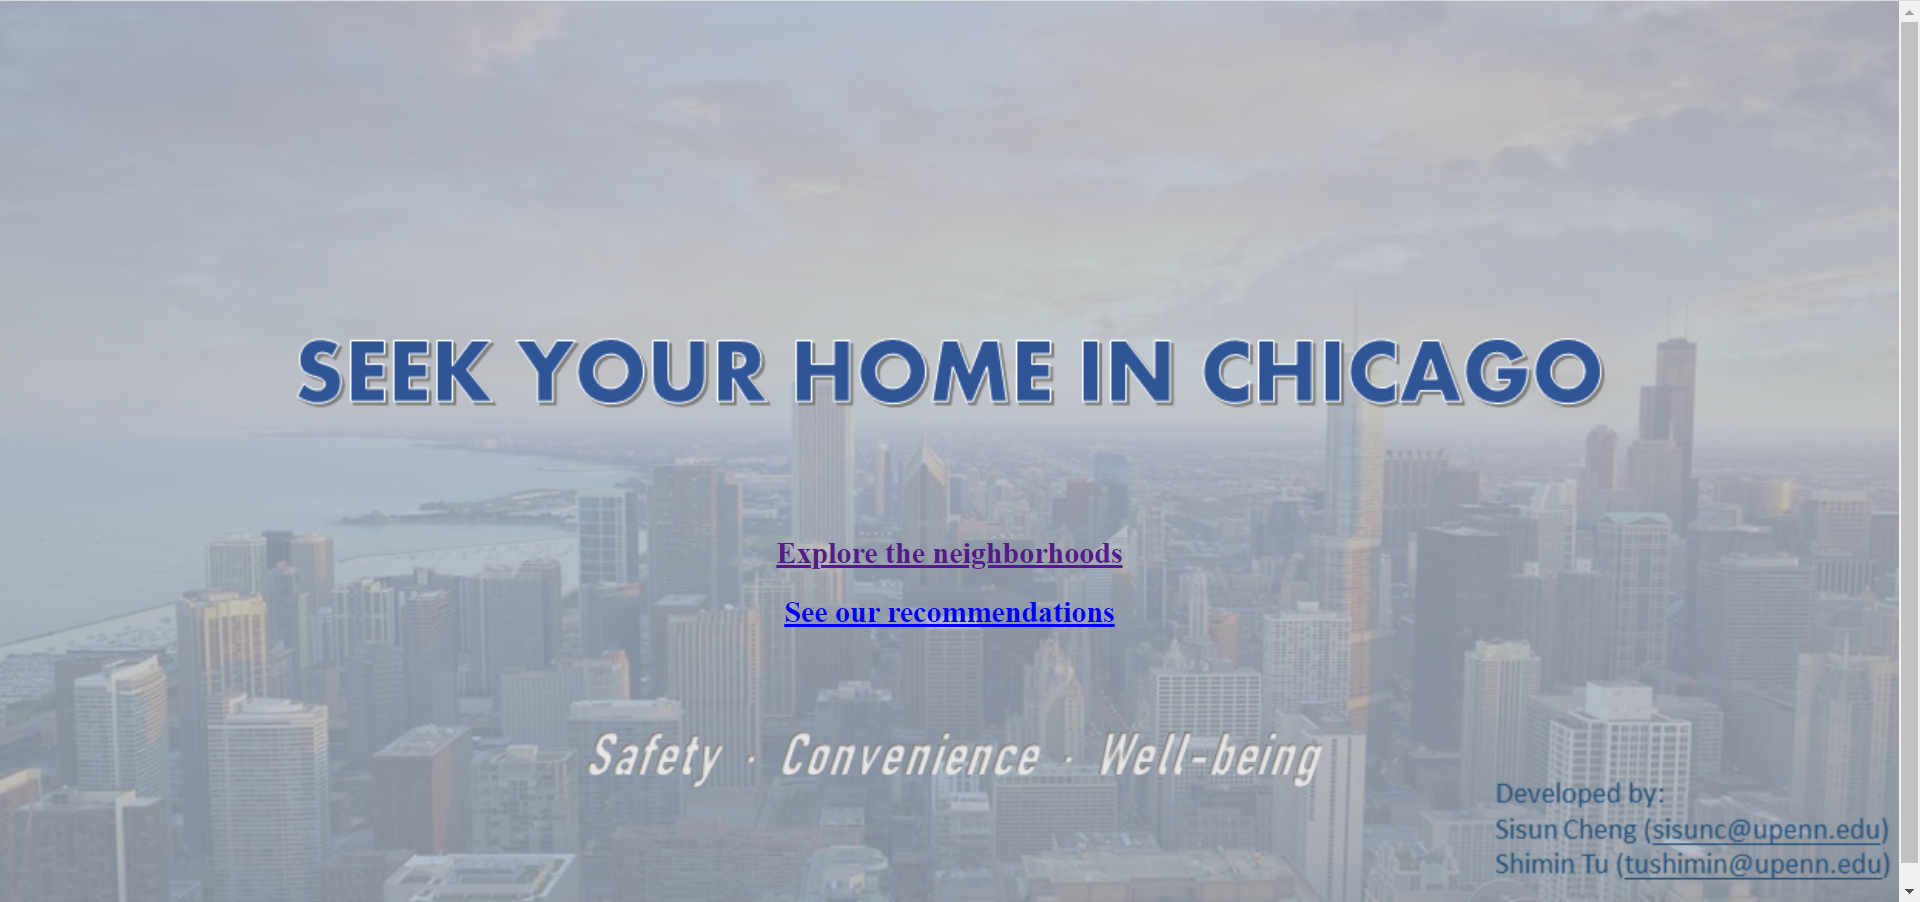 SEEK YOUR HOME IN CHICAGO
Explore the neighborhoods
See our recommendations
Safety · Convenience · Well-being
Developed by:
Sisun Cheng (sisunc@upenn.edu)
Shimin Tu (tushimin@upenn.edu)